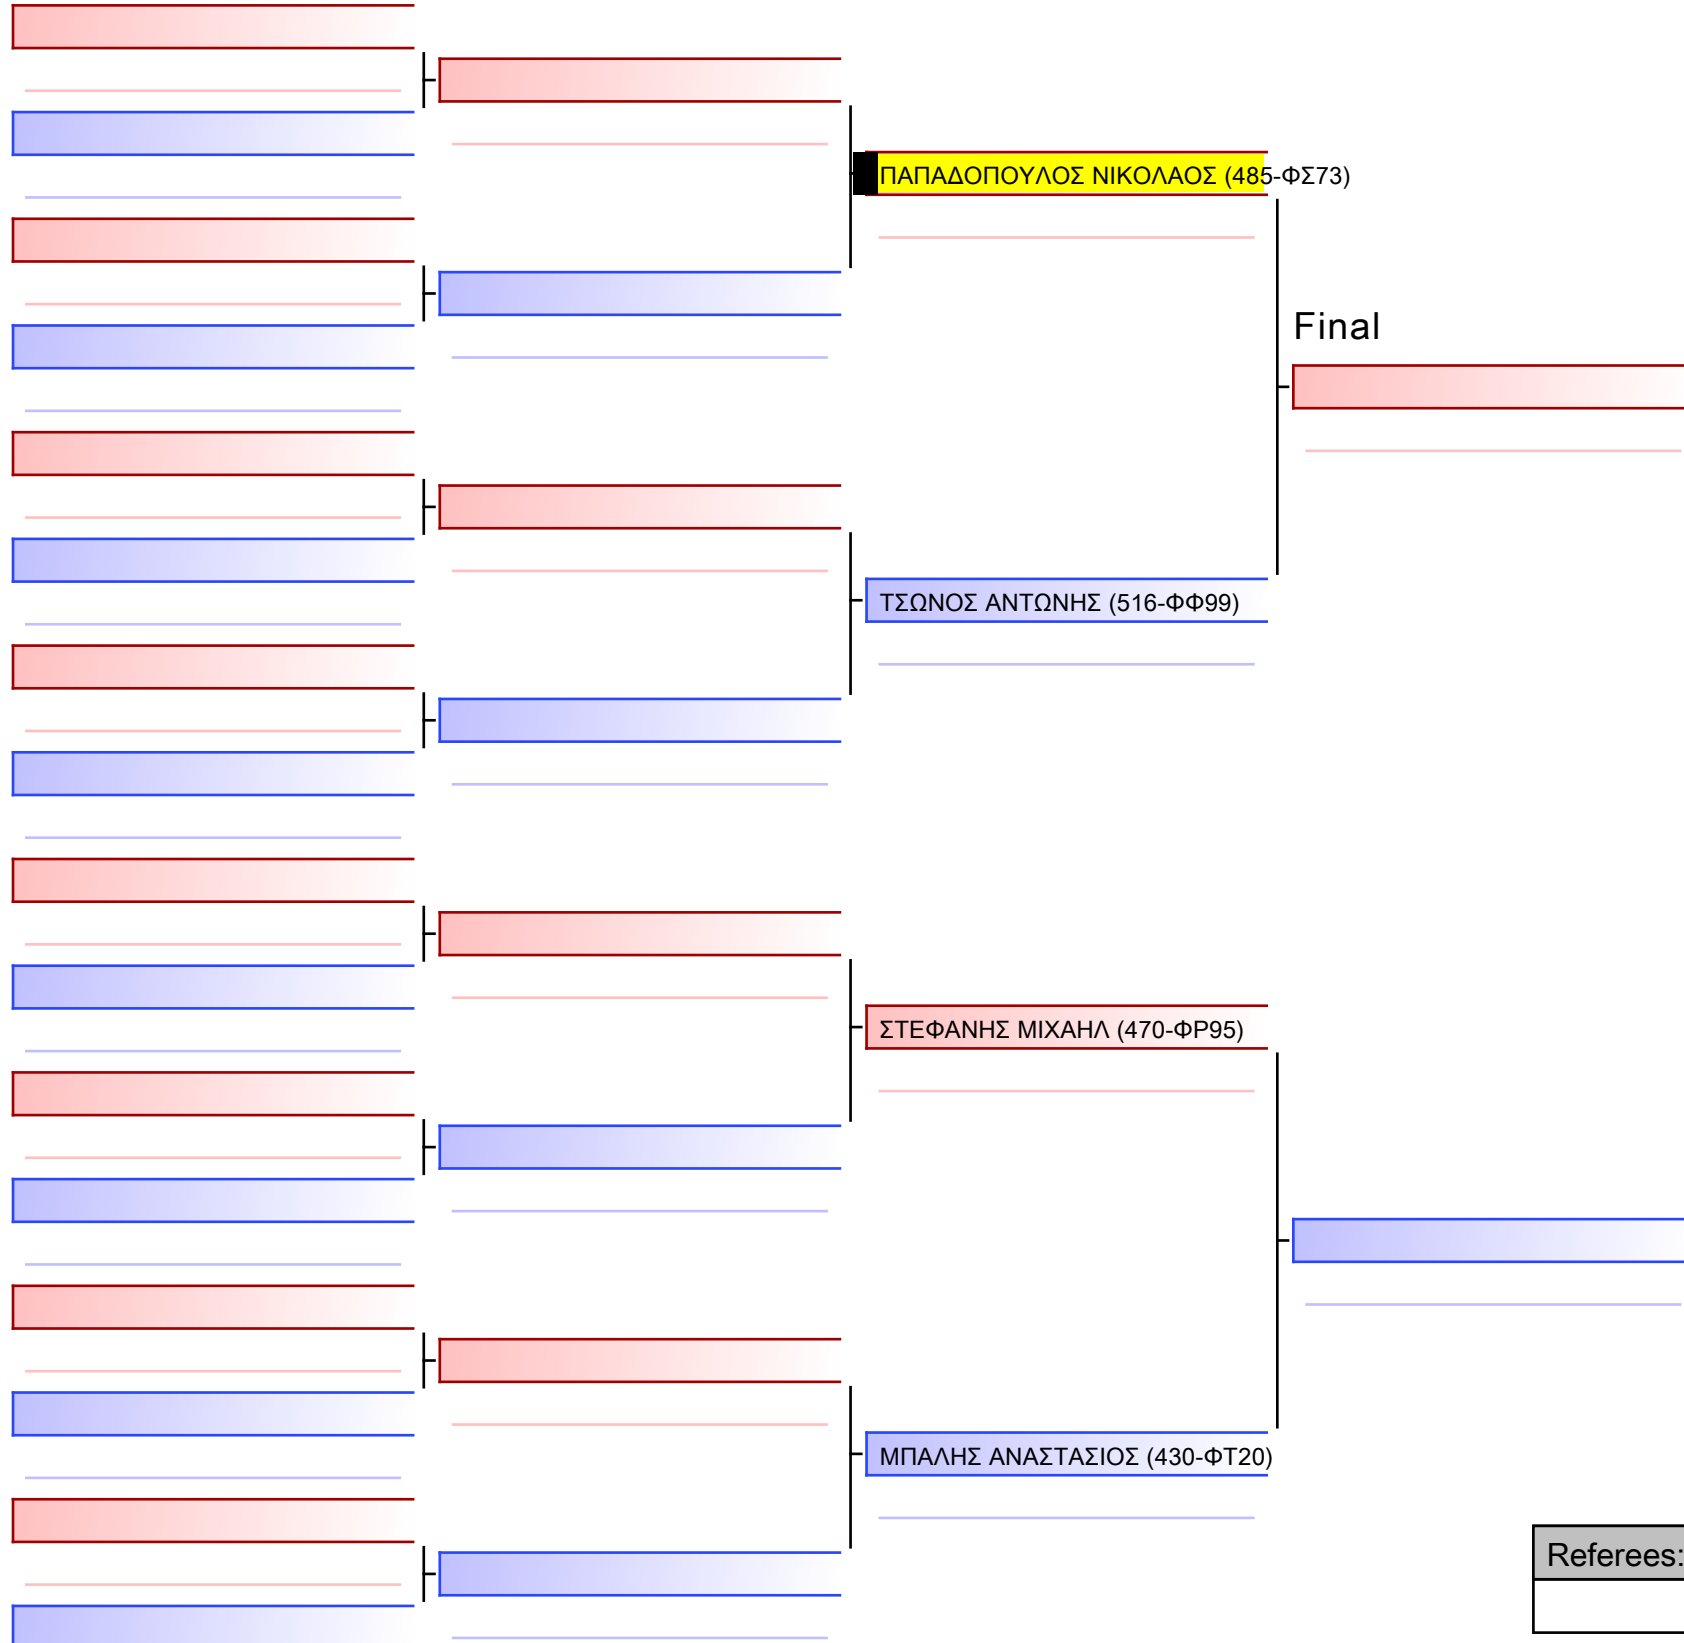 ΠΑΠΑΔΟΠΟΥΛΟΣ ΝΙΚΟΛΑΟΣ (485-ΦΣ73)
Final
ΤΣΩΝΟΣ ΑΝΤΩΝΗΣ (516-ΦΦ99)
ΣΤΕΦΑΝΗΣ ΜΙΧΑΗΛ (470-ΦΡ95)
ΜΠΑΛΗΣ ΑΝΑΣΤΑΣΙΟΣ (430-ΦΤ20)
Referees: